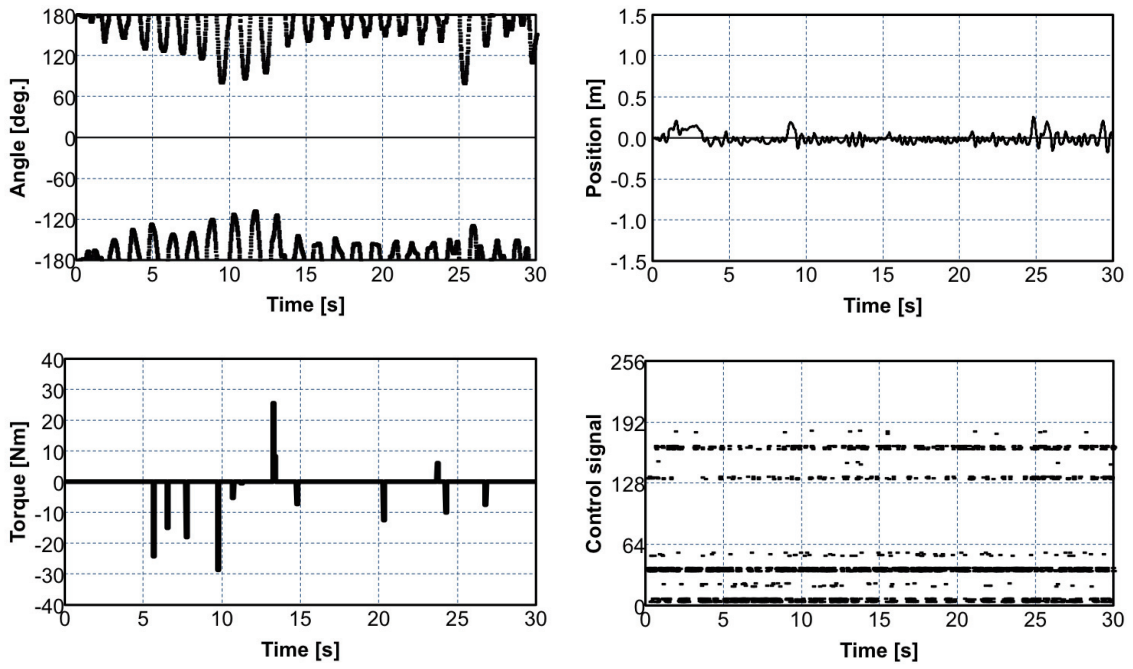 Angle [deg.]
180
120
60
0
-60
-120
-180
0 5 10 15 20 25 30
Time [s]
Position [m]
1.5
1.0
0.5
0.0
-0.5
-1.0
-1.5
0 5 10 15 20 25 30
Time [s]
Torque [Nm]
40
30
20
10
0
-10
-20
-30
-40
0 5 10 15 20 25 30
Time [s]
Control signal
256
192
128
64
0
0 5 10 15 20 25 30
Time [s]